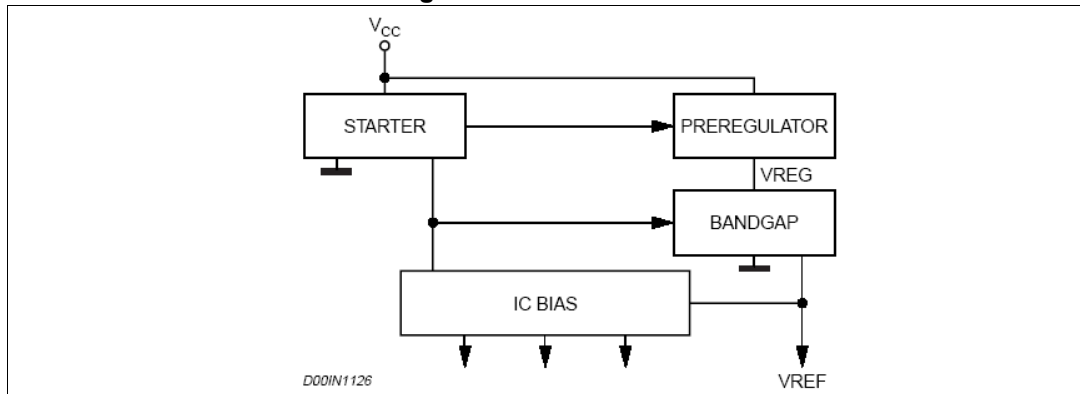 VCC
STARTER
PREREGULATOR
VREG
BANDGAP
IC BIAS
D00IN1126
VREF